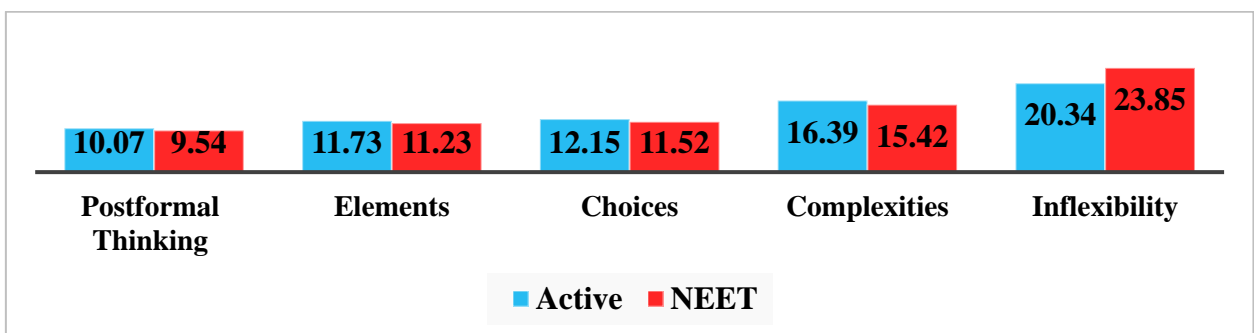 10.07 9.54 11.73 11.23 12.15 11.52 16.39 15.42 20.34 23.85
Postformal Thinking Elements Choices Complexities Inflexibility
Active NEET